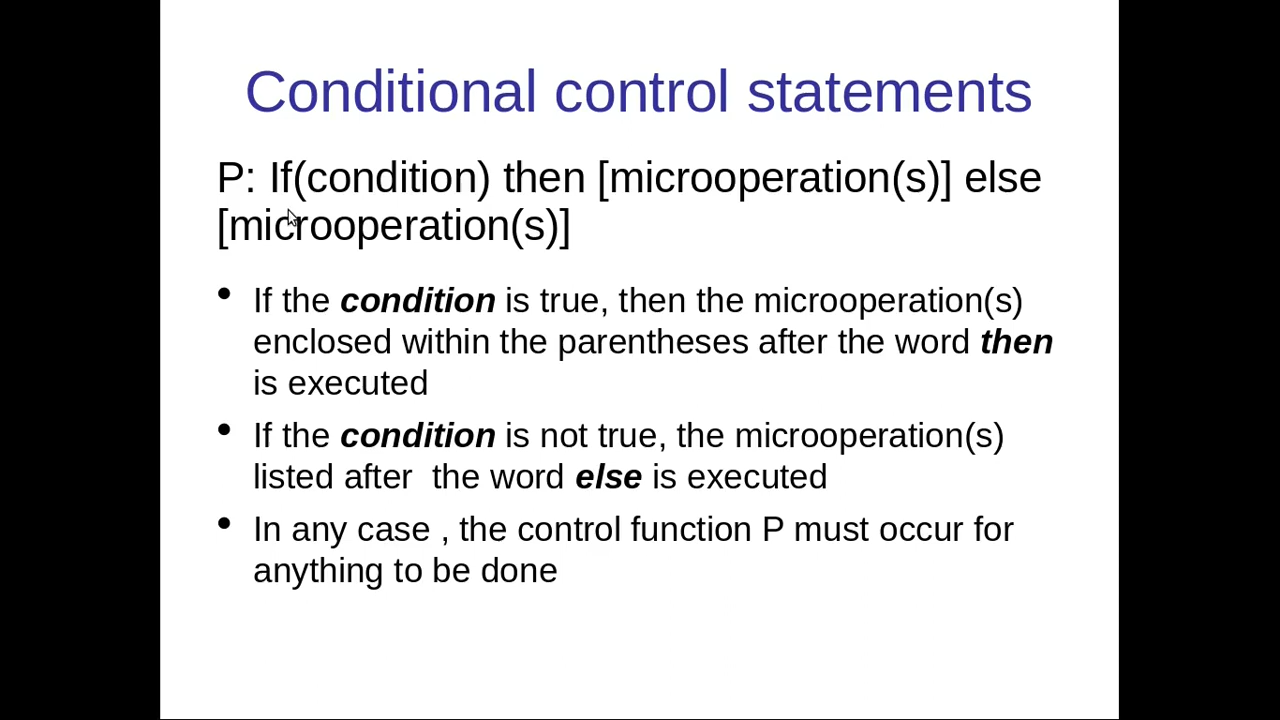 Conditional control statements
P: If(condition) then [microoperation(s)] else
[microoperation(s)]
• If the condition is true, then the microoperation(s)
enclosed within the parentheses after the word then
is executed
• If the condition is not true, the microoperation(s)
listed after  the word else is executed
• In any case , the control function P must occur for
anything to be done